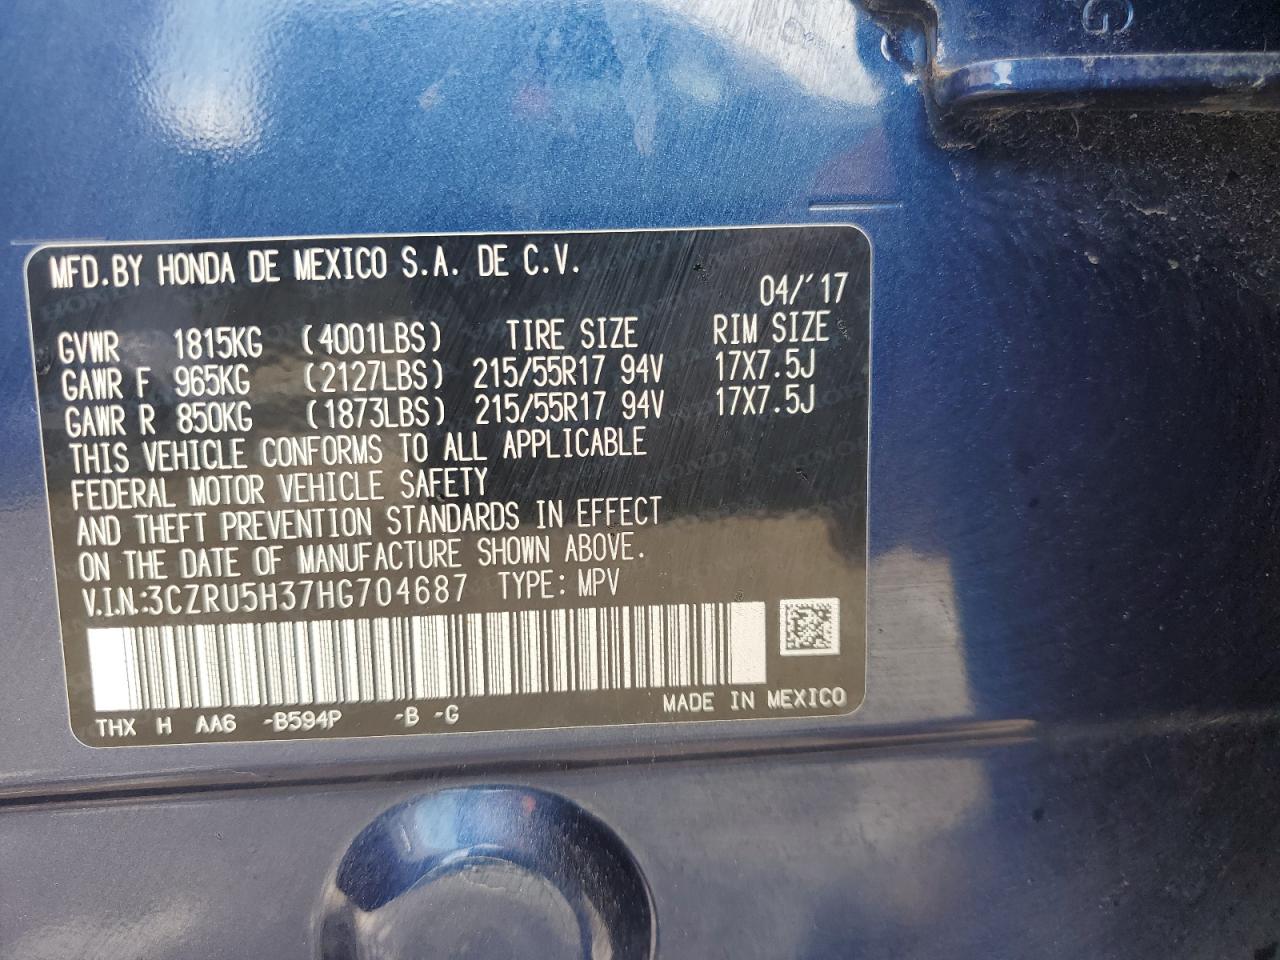 MFD.BY HONDA DE MEXICO S.A. DE C.V.
04/'17
GVWR 1815KG (4001LBS) TIRE SIZE RIM SIZE
GAWR F 965KG (2127LBS) 215/55R17 94V 17X7.5J
GAWR R 850KG (1873LBS) 215/55R17 94V 17X7.5J
THIS VEHICLE CONFORMS TO ALL APPLICABLE
FEDERAL MOTOR VEHICLE SAFETY
AND THEFT PREVENTION STANDARDS IN EFFECT
ON THE DATE OF MANUFACTURE SHOWN ABOVE.
V.I.N.:3CZRU5H37HG704687 TYPE: MPV
MADE IN MEXICO
THX H AA6 -B594P -B -G